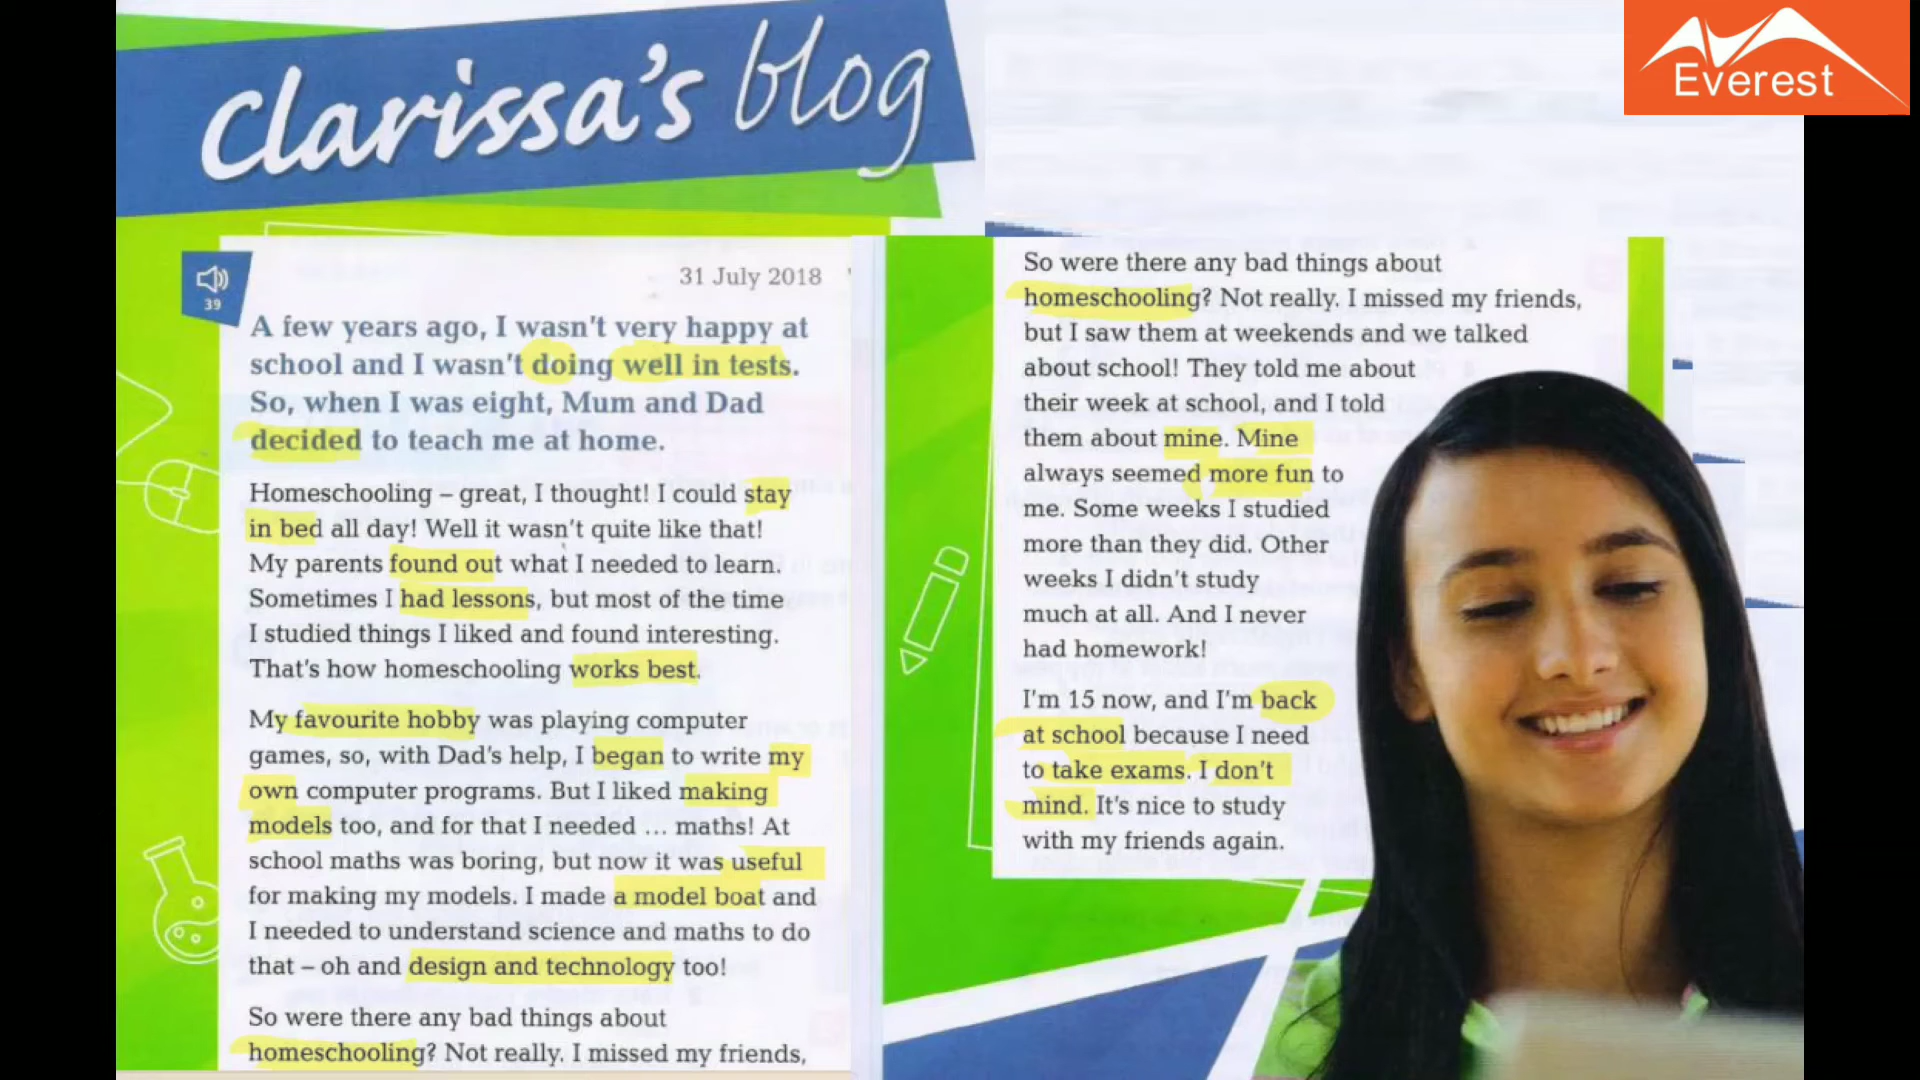 clarissa's blog
Everest
39
31 July 2018
A few years ago, I wasn't very happy at
school and I wasn't doing well in tests.
So, when I was eight, Mum and Dad
decided to teach me at home.
Homeschooling – great, I thought! I could stay
in bed all day! Well it wasn't quite like that!
My parents found out what I needed to learn.
Sometimes I had lessons, but most of the time
I studied things I liked and found interesting.
That's how homeschooling works best.
My favourite hobby was playing computer
games, so, with Dad's help, I began to write my
own computer programs. But I liked making
models too, and for that I needed ... maths! At
school maths was boring, but now it was useful
for making my models. I made a model boat and
I needed to understand science and maths to do
that – oh and design and technology too!
So were there any bad things about
homeschooling? Not really. I missed my friends,
So were there any bad things about
homeschooling? Not really. I missed my friends,
but I saw them at weekends and we talked
about school! They told me about
their week at school, and I told
them about mine. Mine
always seemed more fun to
me. Some weeks I studied
more than they did. Other
weeks I didn't study
much at all. And I never
had homework!
I'm 15 now, and I'm back
at school because I need
to take exams. I don't
mind. It's nice to study
with my friends again.